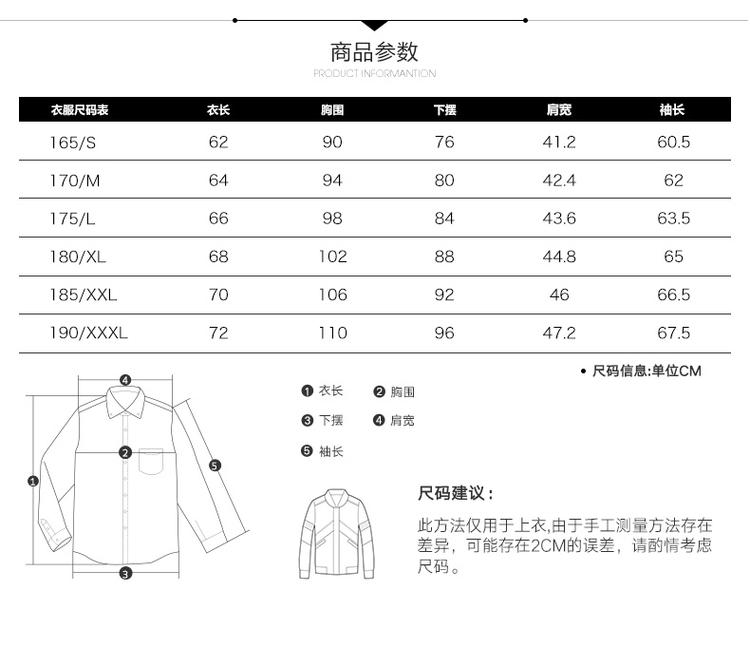 商品参数
PRODUCT INFORMANTION
衣服尺码表 衣长 胸围 下摆 肩宽 袖长
165/S 62 90 76 41.2 60.5
170/M 64 94 80 42.4 62
175/L 66 98 84 43.6 63.5
180/XL 68 102 88 44.8 65
185/XXL 70 106 92 46 66.5
190/XXXL 72 110 96 47.2 67.5
• 尺码信息:单位CM
4
1
2
5
3
1 衣长 2 胸围
3 下摆 4 肩宽
5 袖长
尺码建议:
此方法仅用于上衣,由于手工测量方法存在
差异，可能存在2CM的误差，请酌情考虑
尺码。